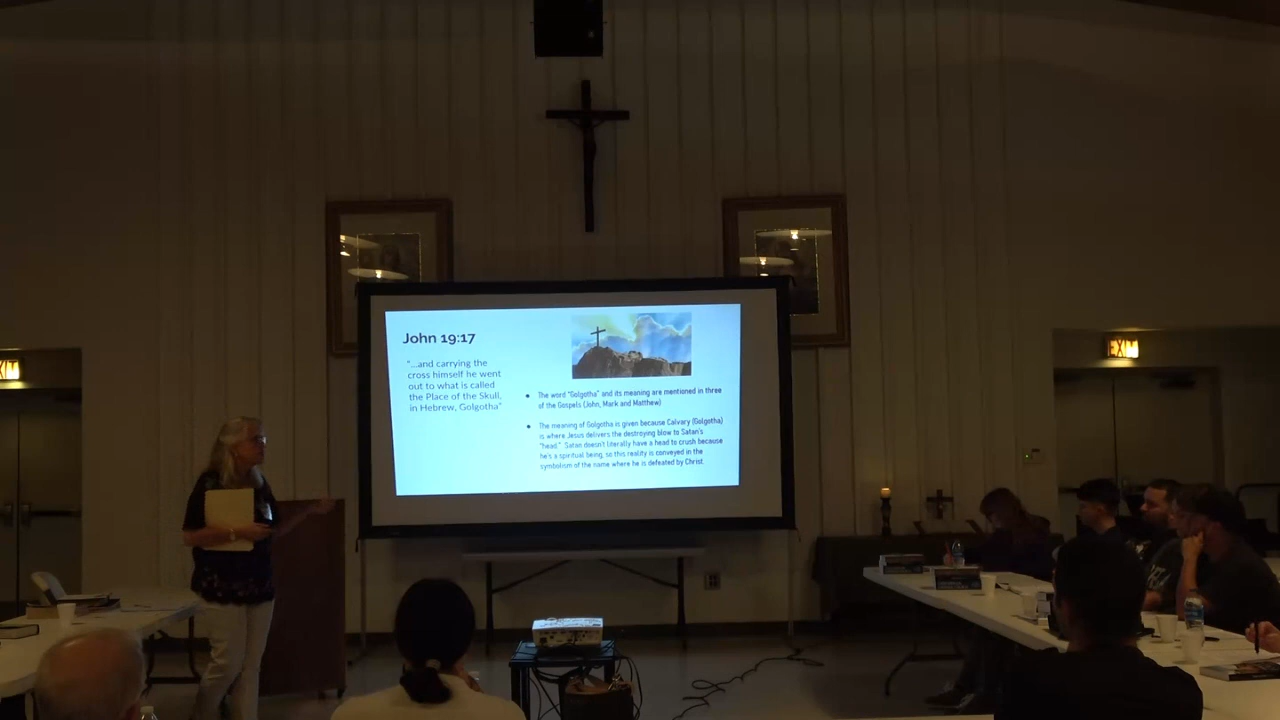 John 19:17
"...and carrying the
cross himself he went
out to what is called
the Place of the Skull,
in Hebrew, Golgotha"
The word "Golgotha" and its meaning are mentioned in three
of the Gospels (John, Mark and Matthew)
The meaning of Golgotha is given because Calvary (Golgotha)
is where Jesus delivers the destroying blow to Satan's
"head." Satan doesn't literally have a head to crush because
he's a spiritual being, so this reality is conveyed in the
symbolism of the name where he is defeated by Christ.
EXIT